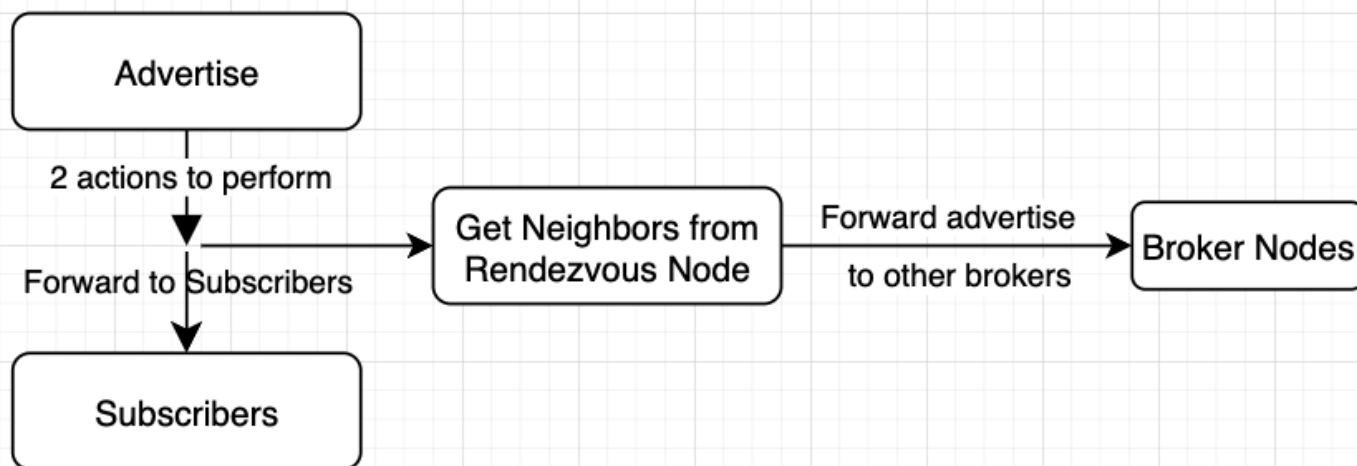 Advertise
2 actions to perform
Get Neighbors from
Rendezvous Node
Forward advertise
to other brokers
Broker Nodes
Forward to Subscribers
Subscribers